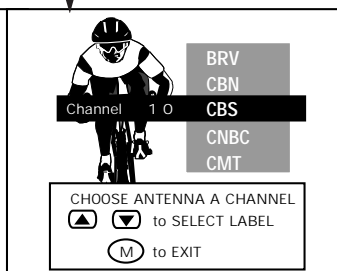 BRV
CBN
Channel 10 CBS
CNBC
CMT
CHOOSE ANTENNA A CHANNEL
to SELECT LABEL
M to EXIT